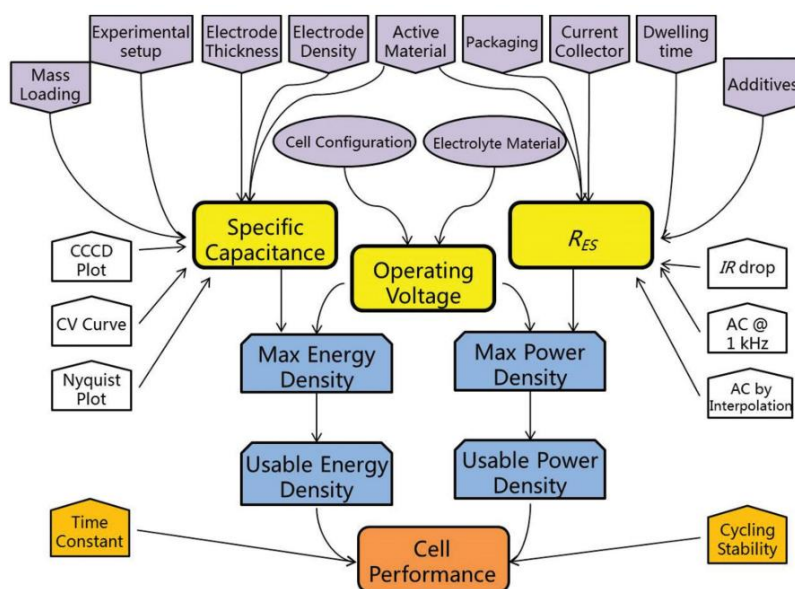 Experimental
setup
Electrode
Thickness
Electrode
Density
Active
Material
Packaging
Current
Collector
Dwelling
time
Mass
Loading
Additives
Cell Configuration
Electrolyte Material
Specific
Capacitance
R_ES
CCCD
Plot
Operating
Voltage
IR drop
CV Curve
AC @
1 kHz
Max Energy
Density
Max Power
Density
Nyquist
Plot
AC by
Interpolation
Usable Energy
Density
Usable Power
Density
Time
Constant
Cell
Performance
Cycling
Stability